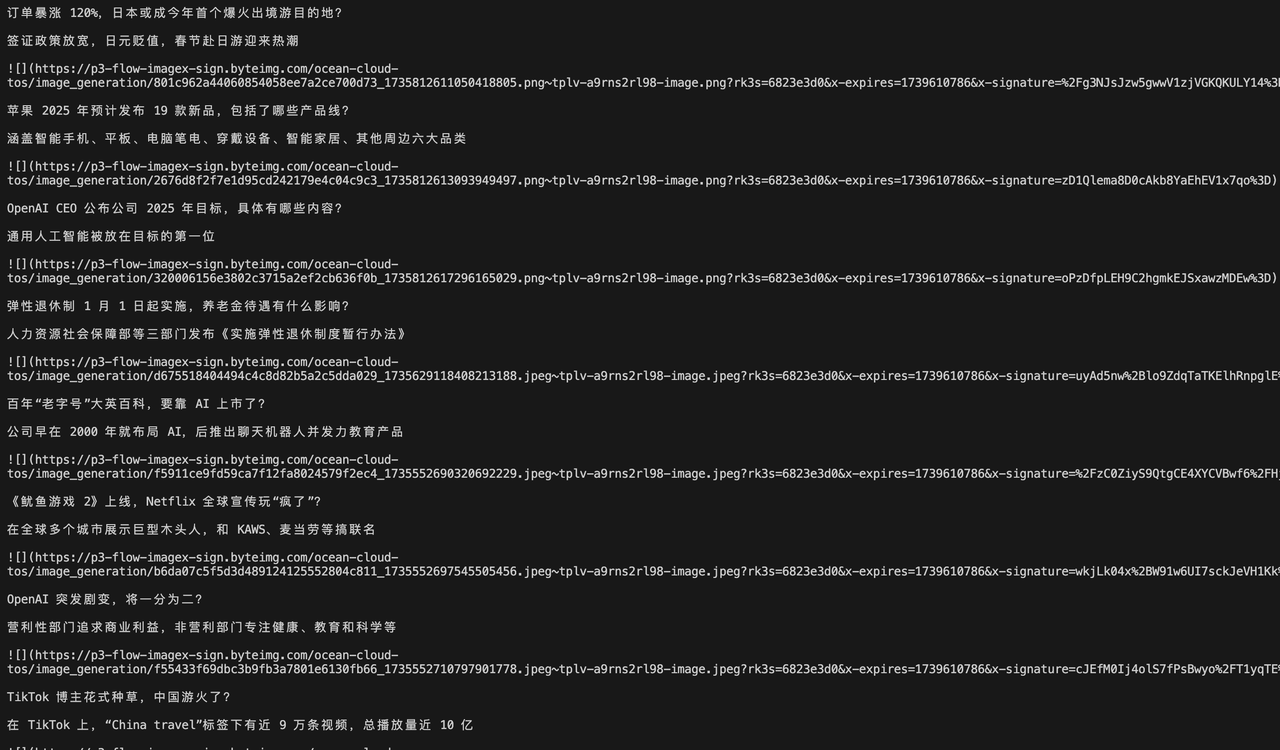 订单暴涨 120%，日本或成今年首个爆火出境游目的地？
签证政策放宽，日元贬值，春节赴日游迎来热潮
![](https://p3-flow-imagex-sign.byteimg.com/ocean-cloud-
tos/image_generation/801c962a44060854058ee7a2ce700d73_1735812611050418805.png~tplv-a9rns2rl98-image.png?rk3s=6823e3d0&x-expires=1739610786&x-signature=%2Fg3NJsJzw5gwwV1zjVGKQKULY14%3
苹果 2025 年预计发布 19 款新品，包括了哪些产品线？
涵盖智能手机、平板、电脑笔电、穿戴设备、智能家居、其他周边六大品类
![](https://p3-flow-imagex-sign.byteimg.com/ocean-cloud-
tos/image_generation/2676d8f2f7e1d95cd242179e4c04c9c3_1735812613093949497.png~tplv-a9rns2rl98-image.png?rk3s=6823e3d0&x-expires=1739610786&x-signature=zD1Qlema8D0cAkb8YaEhEV1x7qo%3D)
OpenAI CEO 公布公司 2025 年目标，具体有哪些内容？
通用人工智能被放在目标的第一位
![](https://p3-flow-imagex-sign.byteimg.com/ocean-cloud-
tos/image_generation/320006156e3802c3715a2ef2cb636f0b_1735812617296165029.png~tplv-a9rns2rl98-image.png?rk3s=6823e3d0&x-expires=1739610786&x-signature=oPzDfpLEH9C2hgmkEJSxawzMDEw%3D)
弹性退休制 1 月 1 日起实施，养老金待遇有什么影响？
人力资源社会保障部等三部门发布《实施弹性退休制度暂行办法》
![](https://p3-flow-imagex-sign.byteimg.com/ocean-cloud-
tos/image_generation/d675518404494c4c8d82b5a2c5dda029_1735629118408213188.jpeg~tplv-a9rns2rl98-image.jpeg?rk3s=6823e3d0&x-expires=1739610786&x-signature=uyAd5nw%2Blo9ZdqTaTKElhRnpglE%
百年“老字号”大英百科，要靠 AI 上市了？
公司早在 2000 年就布局 AI，后推出聊天机器人并发力教育产品
![](https://p3-flow-imagex-sign.byteimg.com/ocean-cloud-
tos/image_generation/f5911ce9fd59ca7f12fa8024579f2ec4_1735552690320692229.jpeg~tplv-a9rns2rl98-image.jpeg?rk3s=6823e3d0&x-expires=1739610786&x-signature=%2FzC0ZiyS9QtgCE4XYCVBwf6%2FH
《鱿鱼游戏 2》上线，Netflix 全球宣传玩“疯了”？
在全球多个城市展示巨型木头人，和 KAWS、麦当劳等搞联名
![](https://p3-flow-imagex-sign.byteimg.com/ocean-cloud-
tos/image_generation/b6da07c5f5d3d489124125552804c811_1735552697545505456.jpeg~tplv-a9rns2rl98-image.jpeg?rk3s=6823e3d0&x-expires=1739610786&x-signature=wkjLk04x%2BW91w6UI7sckJeVH1Kk%
OpenAI 突发剧变，将一分为二？
营利性部门追求商业利益，非营利部门专注健康、教育和科学等
![](https://p3-flow-imagex-sign.byteimg.com/ocean-cloud-
tos/image_generation/f55433f69dbc3b9fb3a7801e6130fb66_1735552710797901778.jpeg~tplv-a9rns2rl98-image.jpeg?rk3s=6823e3d0&x-expires=1739610786&x-signature=cJEfM0Ij4olS7fPsBwyo%2FT1yqTE%
TikTok 博主花式种草，中国游火了？
在 TikTok 上，“China travel”标签下有近 9 万条视频，总播放量近 10 亿